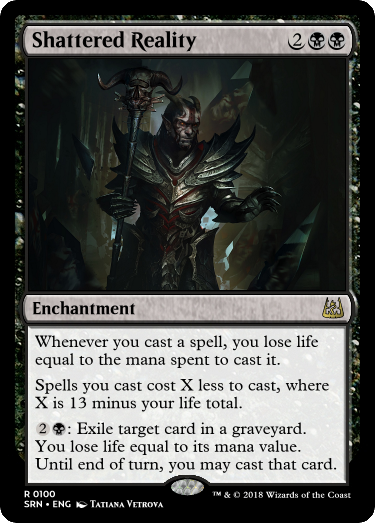 Shattered Reality 2
Enchantment
Whenever you cast a spell, you lose life
equal to the mana spent to cast it.
Spells you cast cost X less to cast, where
X is 13 minus your life total.
2 : Exile target card in a graveyard.
You lose life equal to its mana value.
Until end of turn, you may cast that card.
R 0100
SRN • ENG Tatiana Vetrova
™ & © 2018 Wizards of the Coast